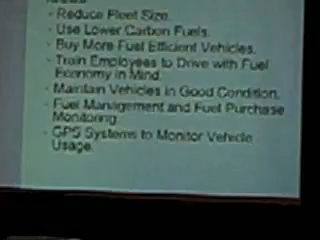 - Reduce Fleet Size.
- Use Lower Carbon Fuels.
- Buy More Fuel Efficient Vehicles.
- Train Employees to Drive with Fuel
Economy in Mind.
- Maintain Vehicles in Good Condition.
- Fuel Management and Fuel Purchase
Monitoring
- GPS Systems to Monitor Vehicle
Usage.